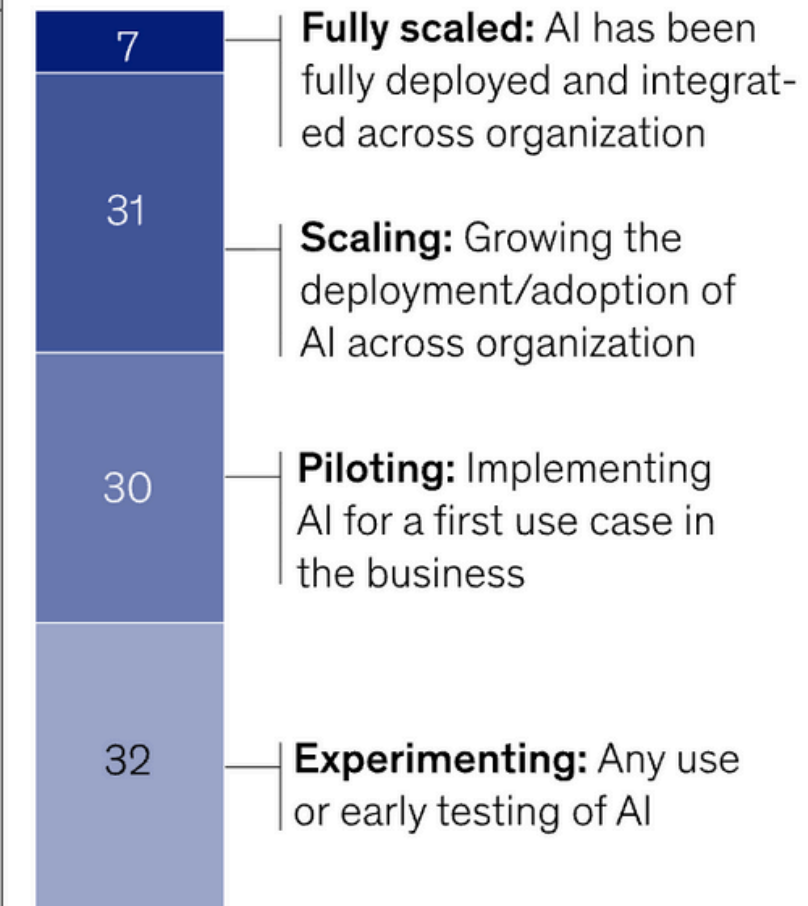 7
Fully scaled: AI has been
fully deployed and integrat-
ed across organization
31
Scaling: Growing the
deployment/adoption of
AI across organization
30
Piloting: Implementing
AI for a first use case in
the business
32
Experimenting: Any use
or early testing of AI